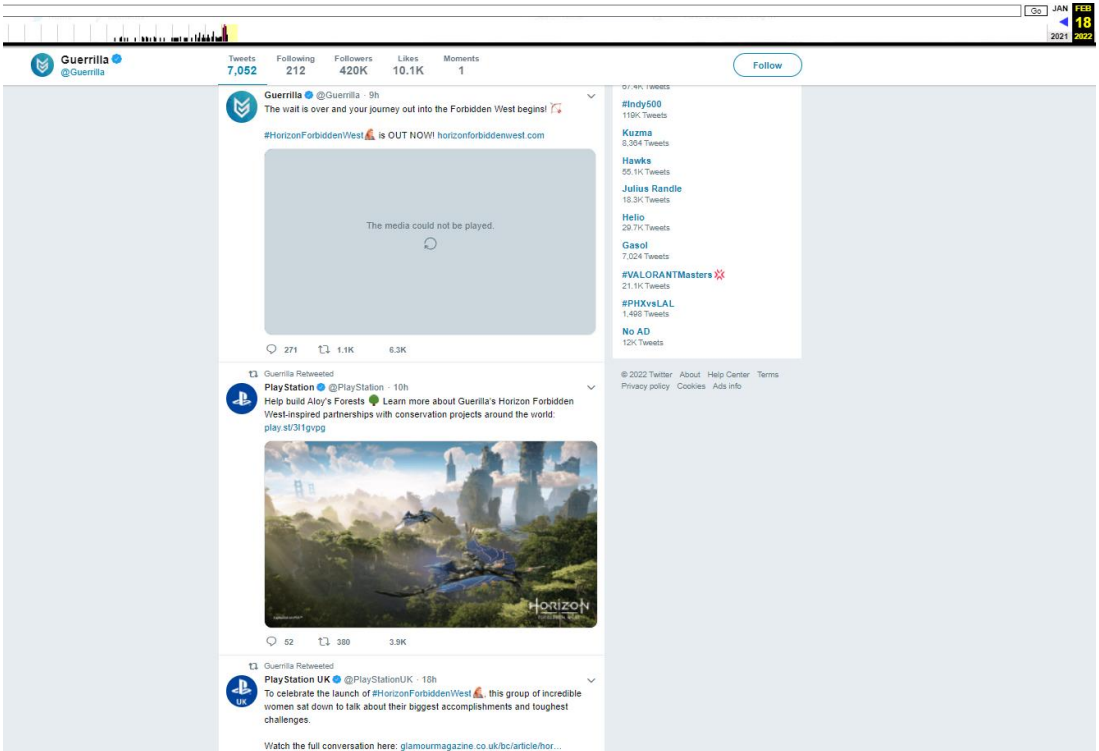 Go
JAN
FEB
18
2021
2022
Guerrilla
@Guerrilla
Tweets
7,052
Following
212
Followers
420K
Likes
10.1K
Moments
1
Follow
Guerrilla @Guerrilla · 9h
The wait is over and your journey out into the Forbidden West begins!
#HorizonForbiddenWest is OUT NOW! horizonforbiddenwest.com
The media could not be played.
271 1.1K 6.3K
Guerrilla Retweeted
PlayStation @PlayStation · 10h
Help build Aloy's Forests Learn more about Guerilla's Horizon Forbidden
West-inspired partnerships with conservation projects around the world:
play.st/3I1gvpg
HORIZON
FORBIDDEN WEST
52 380 3.9K
Guerrilla Retweeted
PlayStation UK @PlayStationUK · 18h
UK
To celebrate the launch of #HorizonForbiddenWest, this group of incredible
women sat down to talk about their biggest accomplishments and toughest
challenges.
Watch the full conversation here: glamourmagazine.co.uk/bc/article/hor…
67.4K Tweets
#Indy500
119K Tweets
Kuzma
8,364 Tweets
Hawks
55.1K Tweets
Julius Randle
18.3K Tweets
Helio
29.7K Tweets
Gasol
7,024 Tweets
#VALORANTMasters
21.1K Tweets
#PHXvsLAL
1,498 Tweets
No AD
12K Tweets
© 2022 Twitter About Help Center Terms
Privacy policy Cookies Ads info